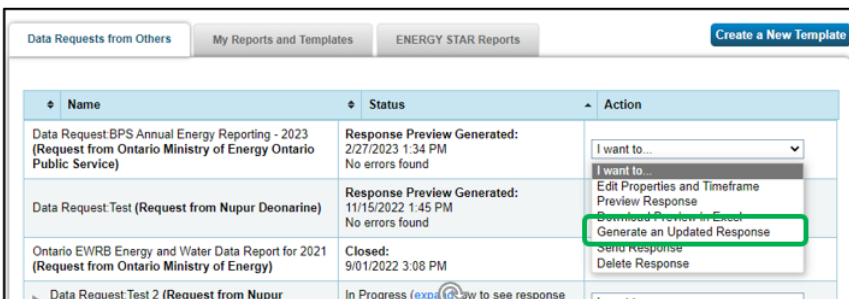 Data Requests from Others
My Reports and Templates
ENERGY STAR Reports
Create a New Template
Name
Status
Action
Data Request:BPS Annual Energy Reporting - 2023
(Request from Ontario Ministry of Energy Ontario
Public Service)
Response Preview Generated:
2/27/2023 1:34 PM
No errors found
I want to...
I want to...
Edit Properties and Timeframe
Preview Response
Download Preview in Excel
Generate an Updated Response
Send Response
Delete Response
Data Request:Test (Request from Nupur Deonarine)
Response Preview Generated:
11/15/2022 1:45 PM
No errors found
Ontario EWRB Energy and Water Data Report for 2021
(Request from Ontario Ministry of Energy)
Closed:
9/01/2022 3:08 PM
Data Request:Test 2 (Request from Nupur
In Progress (expand to see response